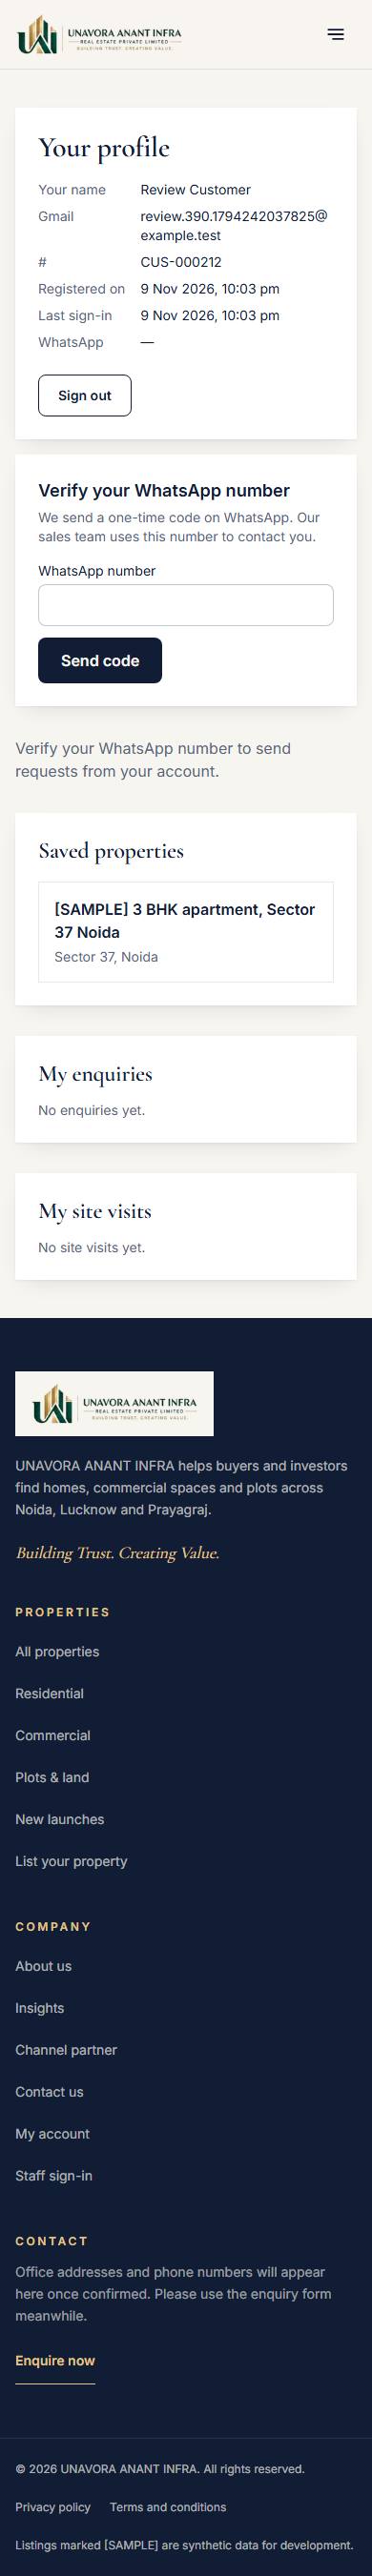 UNAVORA ANANT INFRA
REAL ESTATE PRIVATE LIMITED
BUILDING TRUST. CREATING VALUE.
Your profile
Your name Review Customer
Gmail review.390.1794242037825@
example.test
# CUS-000212
Registered on 9 Nov 2026, 10:03 pm
Last sign-in 9 Nov 2026, 10:03 pm
WhatsApp —
Sign out
Verify your WhatsApp number
We send a one-time code on WhatsApp. Our
sales team uses this number to contact you.
WhatsApp number
Send code
Verify your WhatsApp number to send
requests from your account.
Saved properties
[SAMPLE] 3 BHK apartment, Sector
37 Noida
Sector 37, Noida
My enquiries
No enquiries yet.
My site visits
No site visits yet.
UNAVORA ANANT INFRA
REAL ESTATE PRIVATE LIMITED
BUILDING TRUST. CREATING VALUE.
UNAVORA ANANT INFRA helps buyers and investors
find homes, commercial spaces and plots across
Noida, Lucknow and Prayagraj.
Building Trust. Creating Value.
PROPERTIES
All properties
Residential
Commercial
Plots & land
New launches
List your property
COMPANY
About us
Insights
Channel partner
Contact us
My account
Staff sign-in
CONTACT
Office addresses and phone numbers will appear
here once confirmed. Please use the enquiry form
meanwhile.
Enquire now
© 2026 UNAVORA ANANT INFRA. All rights reserved.
Privacy policy Terms and conditions
Listings marked [SAMPLE] are synthetic data for development.